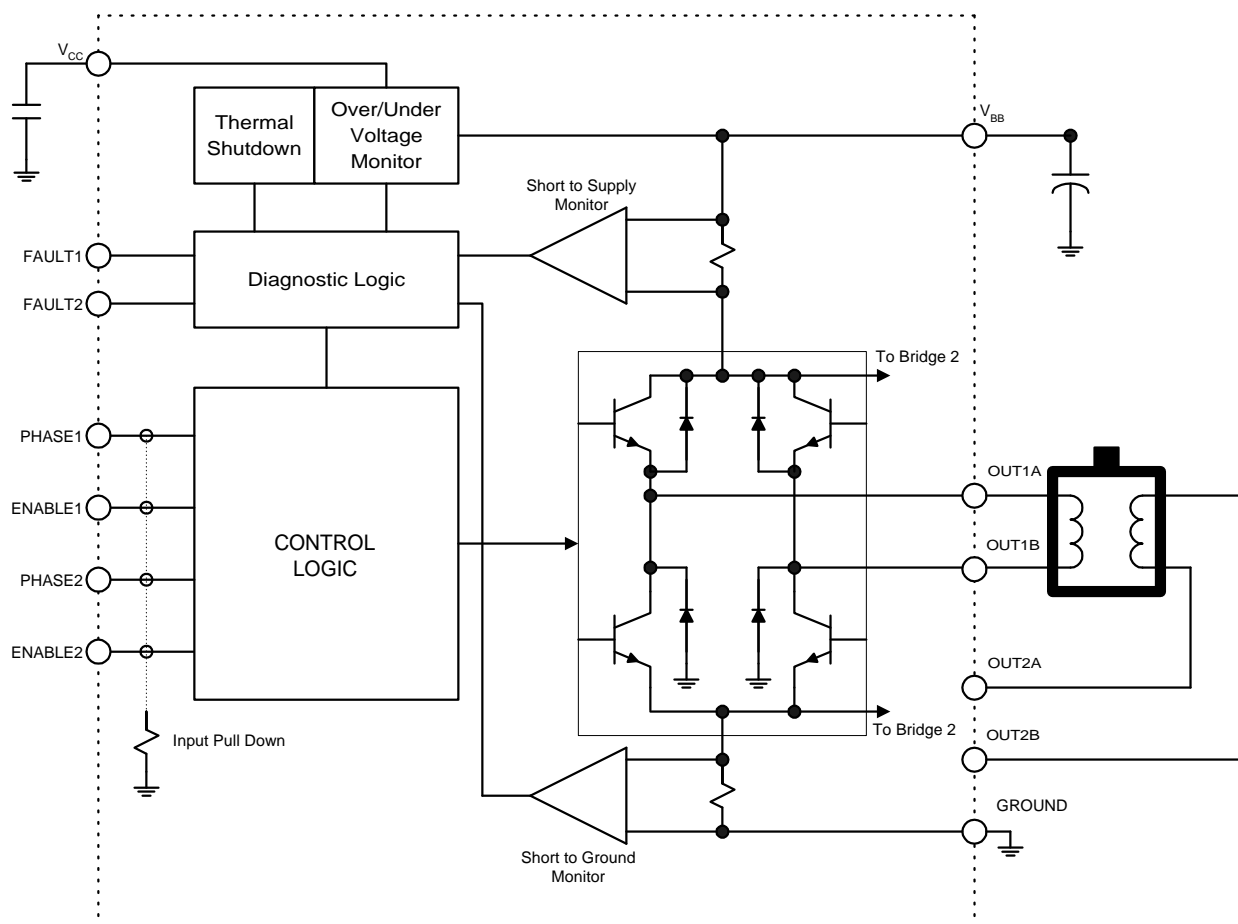 VCC
Thermal
Shutdown
Over/Under
Voltage
Monitor
VBB
Short to Supply
Monitor
FAULT1
FAULT2
Diagnostic Logic
To Bridge 2
PHASE1
ENABLE1
PHASE2
ENABLE2
CONTROL
LOGIC
OUT1A
OUT1B
OUT2A
OUT2B
To Bridge 2
Input Pull Down
GROUND
Short to Ground
Monitor